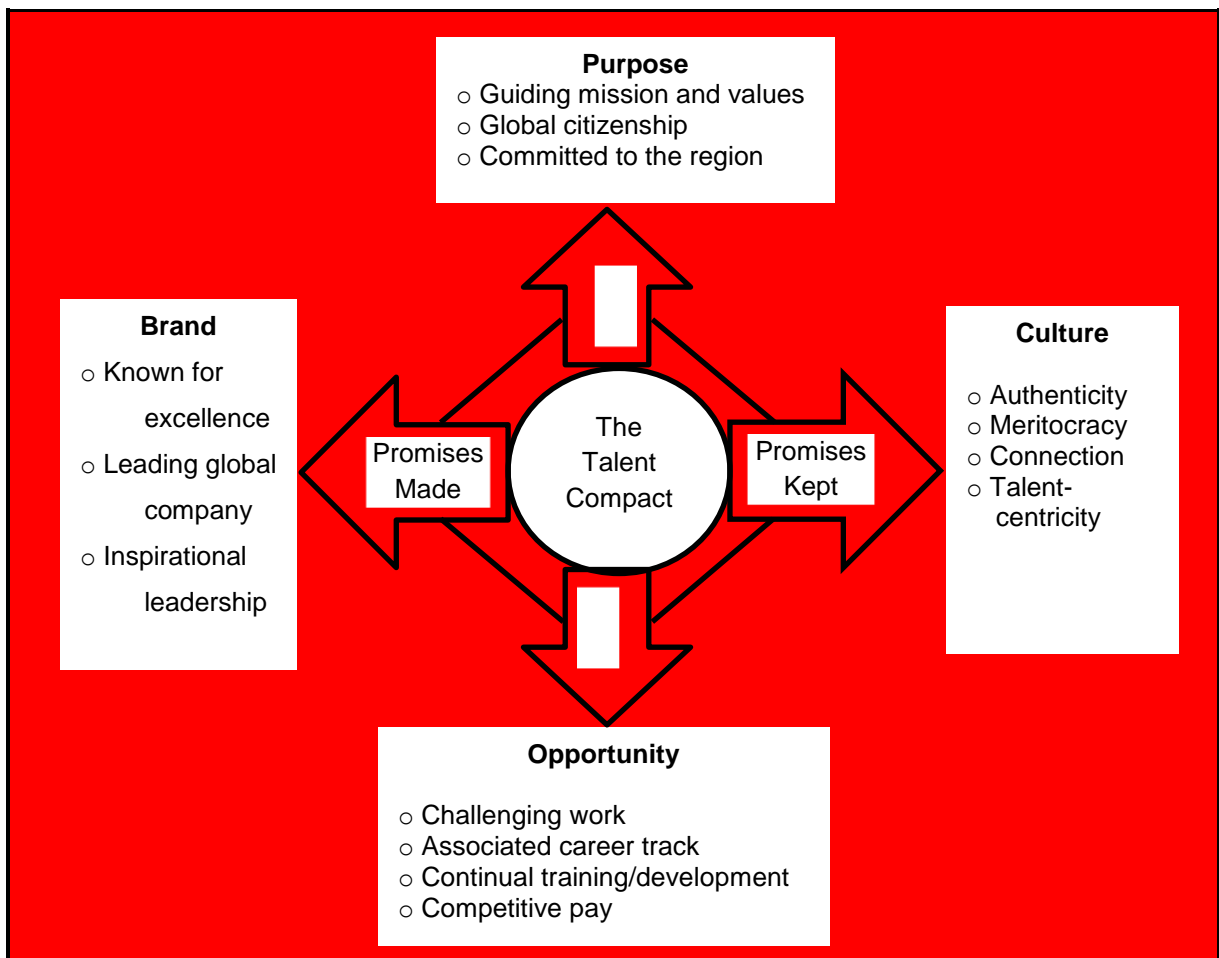 Purpose
○ Guiding mission and values
○ Global citizenship
○ Committed to the region
Brand
○ Known for
excellence
○ Leading global
company
○ Inspirational
leadership
Promises
Made
The
Talent
Compact
Promises
Kept
Culture
○ Authenticity
○ Meritocracy
○ Connection
○ Talent-
centricity
Opportunity
○ Challenging work
○ Associated career track
○ Continual training/development
○ Competitive pay